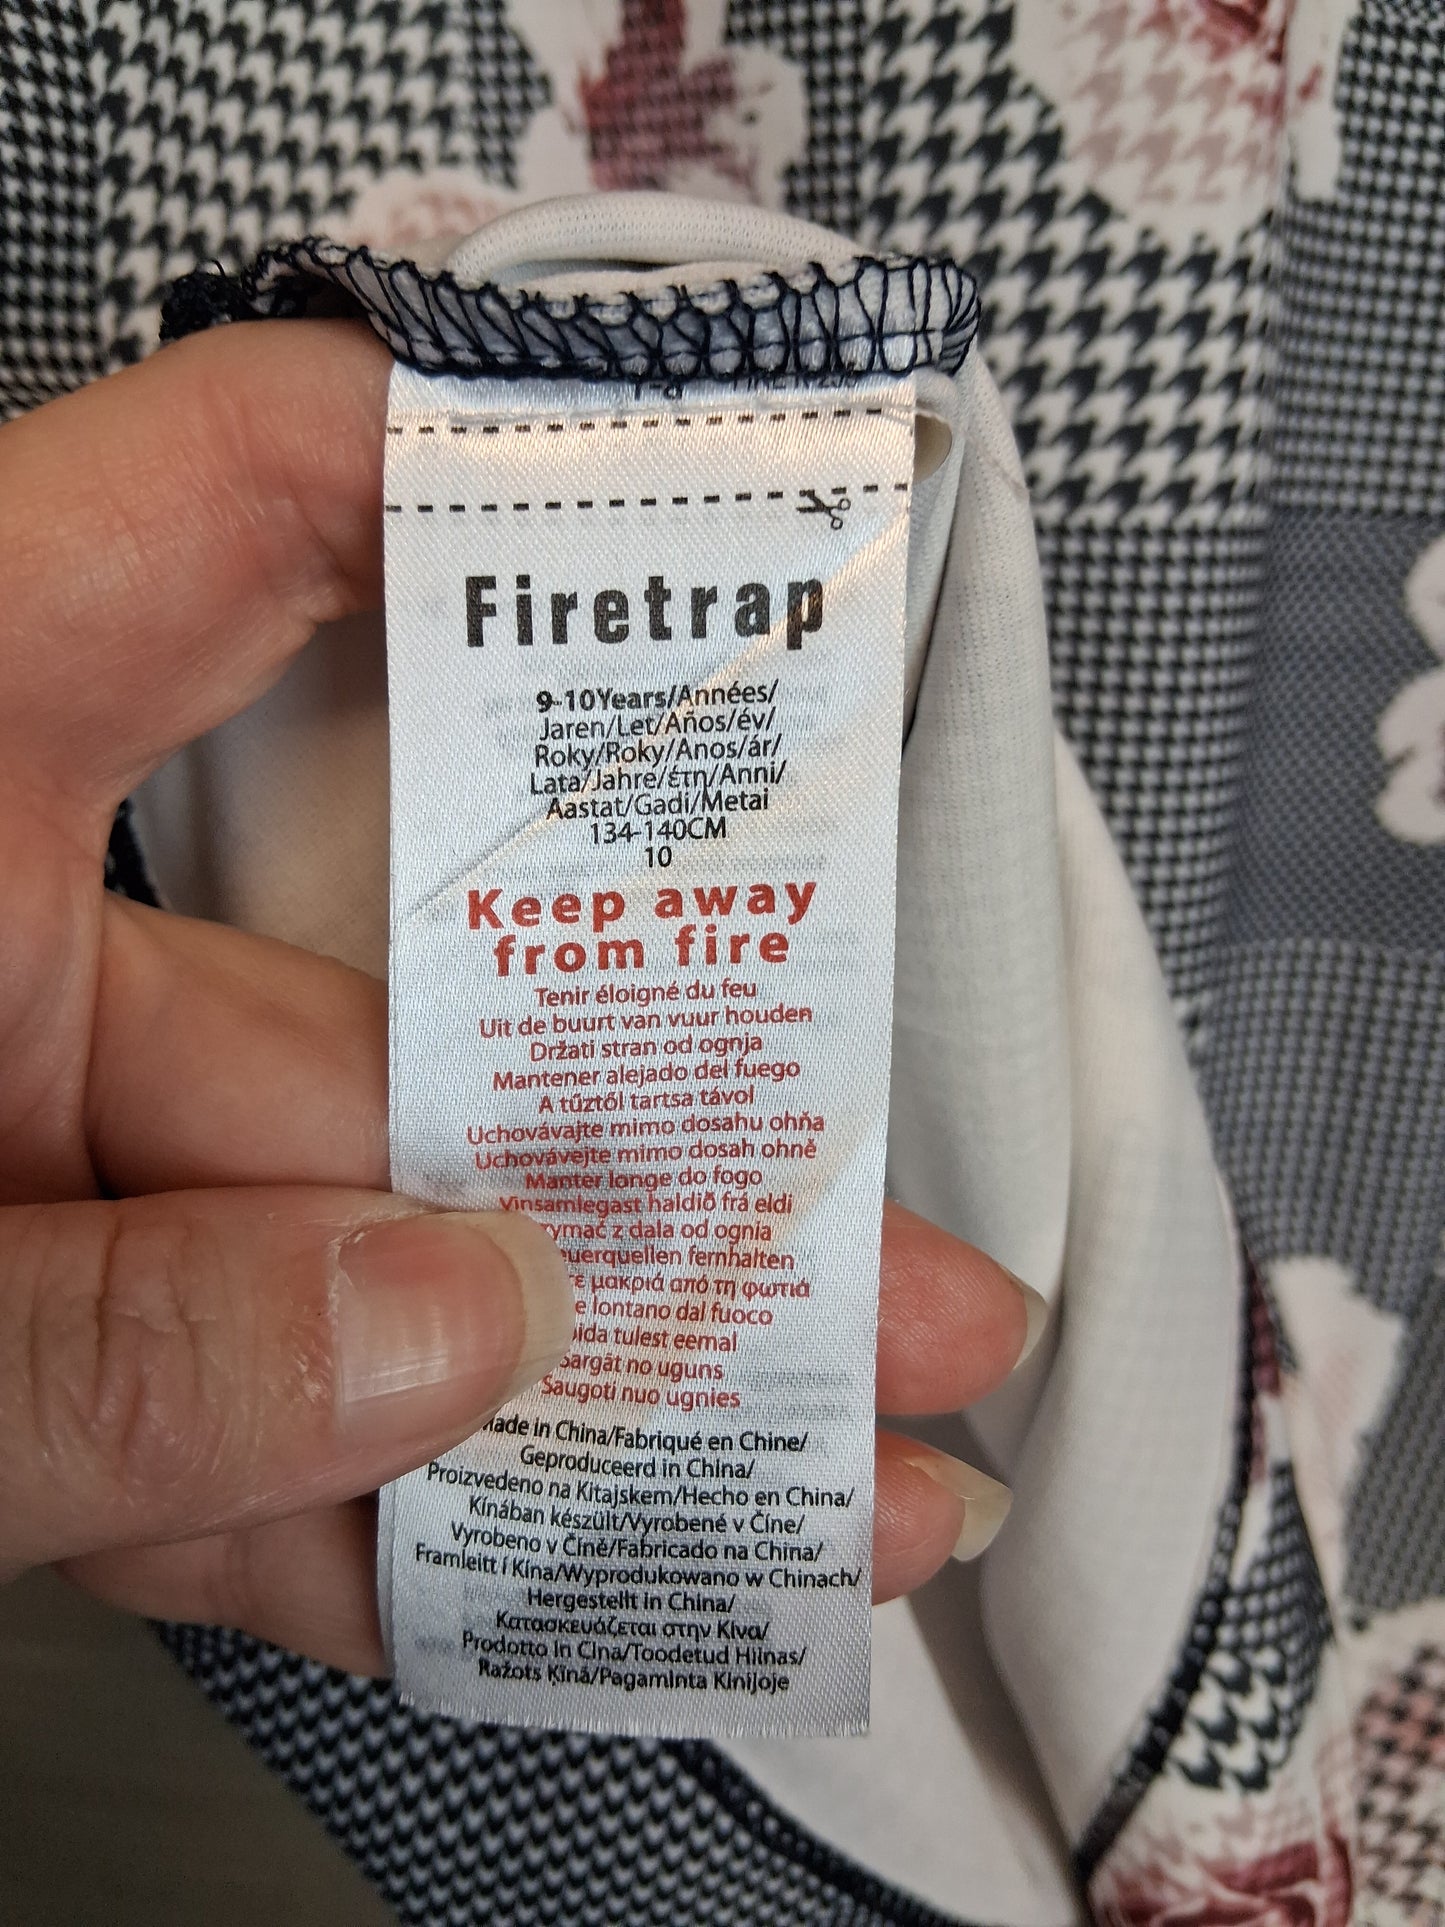 Firetrap
9-10Years/Années/
Jaren/Let/Años/év/
Roky/Roky/Anos/ár/
Lata/Jahre/έτη/Anni/
Aastat/Gadi/Metai
134-140CM
10
Keep away
from fire
Tenir éloigné du feu
Uit de buurt van vuur houden
Držati stran od ognja
Mantener alejado del fuego
A tűztől tartsa távol
Uchovávajte mimo dosahu ohňa
Uchovávejte mimo dosah ohně
Manter longe do fogo
Vinsamlegast haldið frá eldi
z dala od ognia
fernhalten
μακριά από τη φωτιά
lontano dal fuoco
tulest eemal
Sargāt no uguns
Saugoti nuo ugnies
in China/Fabriqué en Chine/
Geproduceerd in China/
Proizvedeno na Kitajskem/Hecho en China/
Kínában készült/Vyrobené v Číne/
Vyrobeno v Číně/Fabricado na China/
Framleitt í Kína/Wyprodukowano w Chinach/
Hergestellt in China/
Κατασκευάζεται στην Κίνα/
Prodotto in Cina/Toodetud Hiinas/
Ražots Ķīnā/Pagaminta Kinijoje